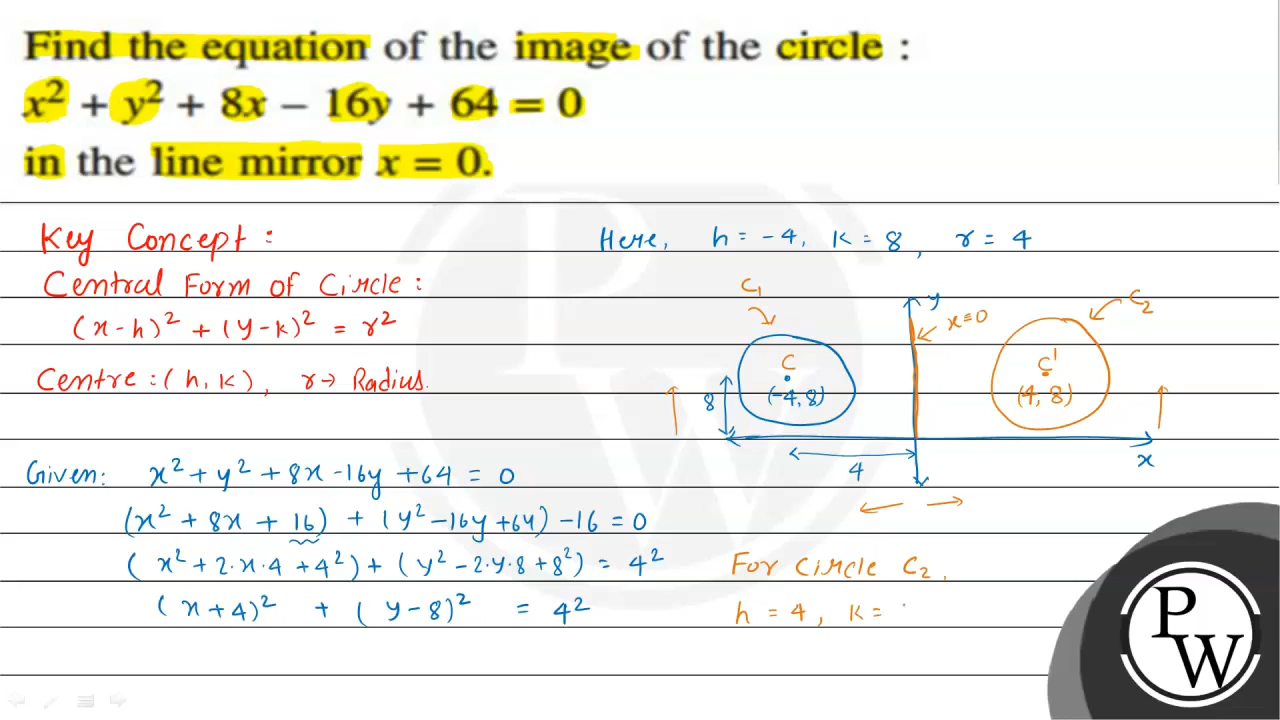 Find the equation of the image of the circle :
x² + y² + 8x − 16y + 64 = 0
in the line mirror x = 0.
Key Concept :
Central Form of Circle :
(x-h)² + (y-k)² = r²
Centre : (h, k), r → Radius.
Given: x² + y² + 8x - 16y + 64 = 0
(x² + 8x + 16) + (y² - 16y + 64) - 16 = 0
(x² + 2·x·4 + 4²) + (y² - 2·y·8 + 8²) = 4²
(x + 4)² + (y - 8)² = 4²
Here, h = -4, k = 8, r = 4
C₁
y
x=0
C₂
C
(-4, 8)
C'
(4, 8)
8
4
x
For Circle C₂,
h = 4, k =
PW
PW